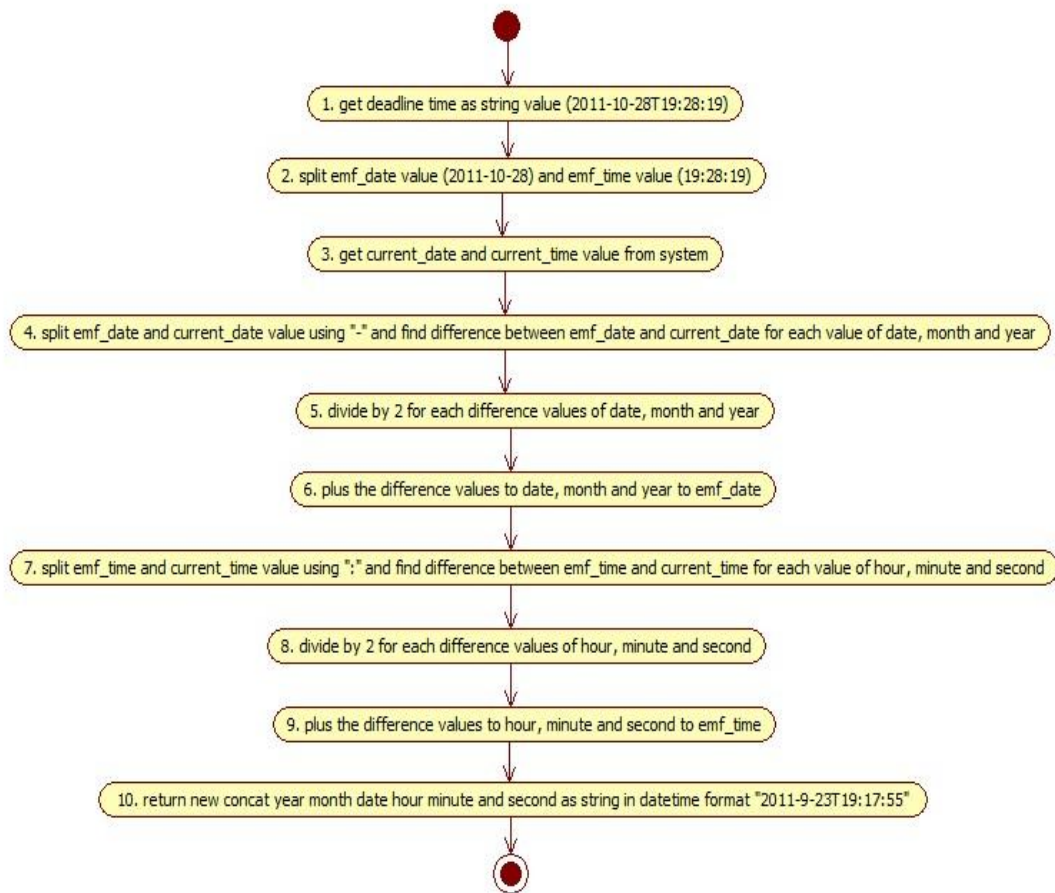 1. get deadline time as string value (2011-10-28T19:28:19)
2. split emf_date value (2011-10-28) and emf_time value (19:28:19)
3. get current_date and current_time value from system
4. split emf_date and current_date value using "-" and find difference between emf_date and current_date for each value of date, month and year
5. divide by 2 for each difference values of date, month and year
6. plus the difference values to date, month and year to emf_date
7. split emf_time and current_time value using ":" and find difference between emf_time and current_time for each value of hour, minute and second
8. divide by 2 for each difference values of hour, minute and second
9. plus the difference values to hour, minute and second to emf_time
10. return new concat year month date hour minute and second as string in datetime format "2011-9-23T19:17:55"